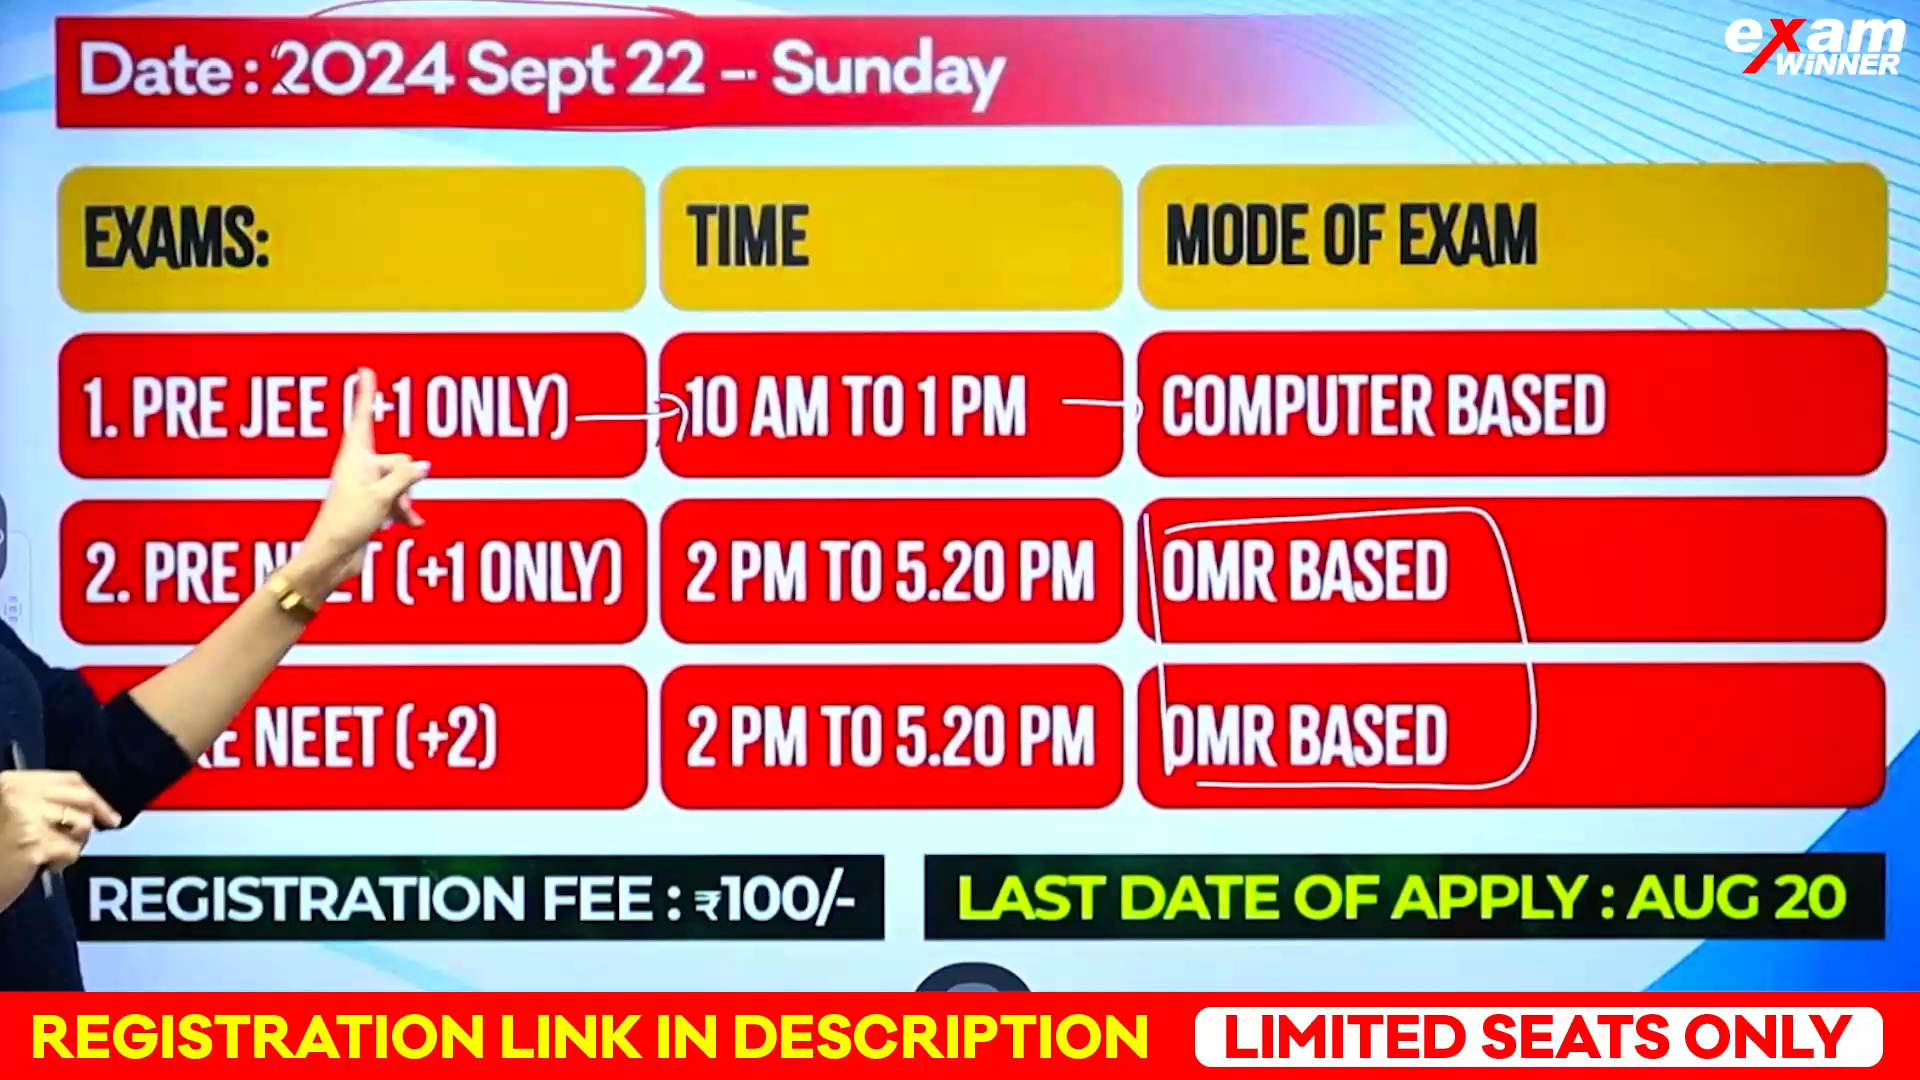 exam
WiNNER
Date : 2024 Sept 22 -- Sunday
EXAMS: TIME MODE OF EXAM
1. PRE JEE (+1 ONLY) 10 AM TO 1 PM COMPUTER BASED
2. PRE (+1 ONLY) 2 PM TO 5.20 PM OMR BASED
NEET (+2) 2 PM TO 5.20 PM OMR BASED
REGISTRATION FEE : ₹100/- LAST DATE OF APPLY : AUG 20
REGISTRATION LINK IN DESCRIPTION LIMITED SEATS ONLY